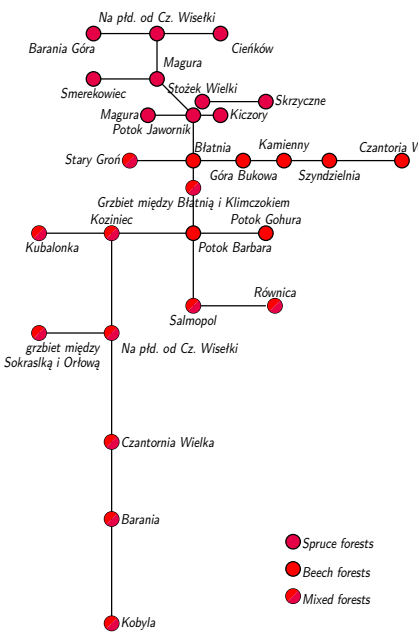 Na płd. od Cz. Wisełki
Barania Góra
Cieńków
Magura
Smerekowiec
Stożek Wielki
Skrzyczne
Magura
Kiczory
Potok Jawornik
Stary Groń
Błatnia
Kamienny
Czantoria W
Góra Bukowa
Szyndzielnia
Grzbiet między Błatnią i Klimczokiem
Koziniec
Potok Gohura
Kubalonka
Potok Barbara
Równica
Salmopol
grzbiet między
Sokraslką i Orłową
Na płd. od Cz. Wisełki
Czantornia Wielka
Barania
Kobyla
Spruce forests
Beech forests
Mixed forests